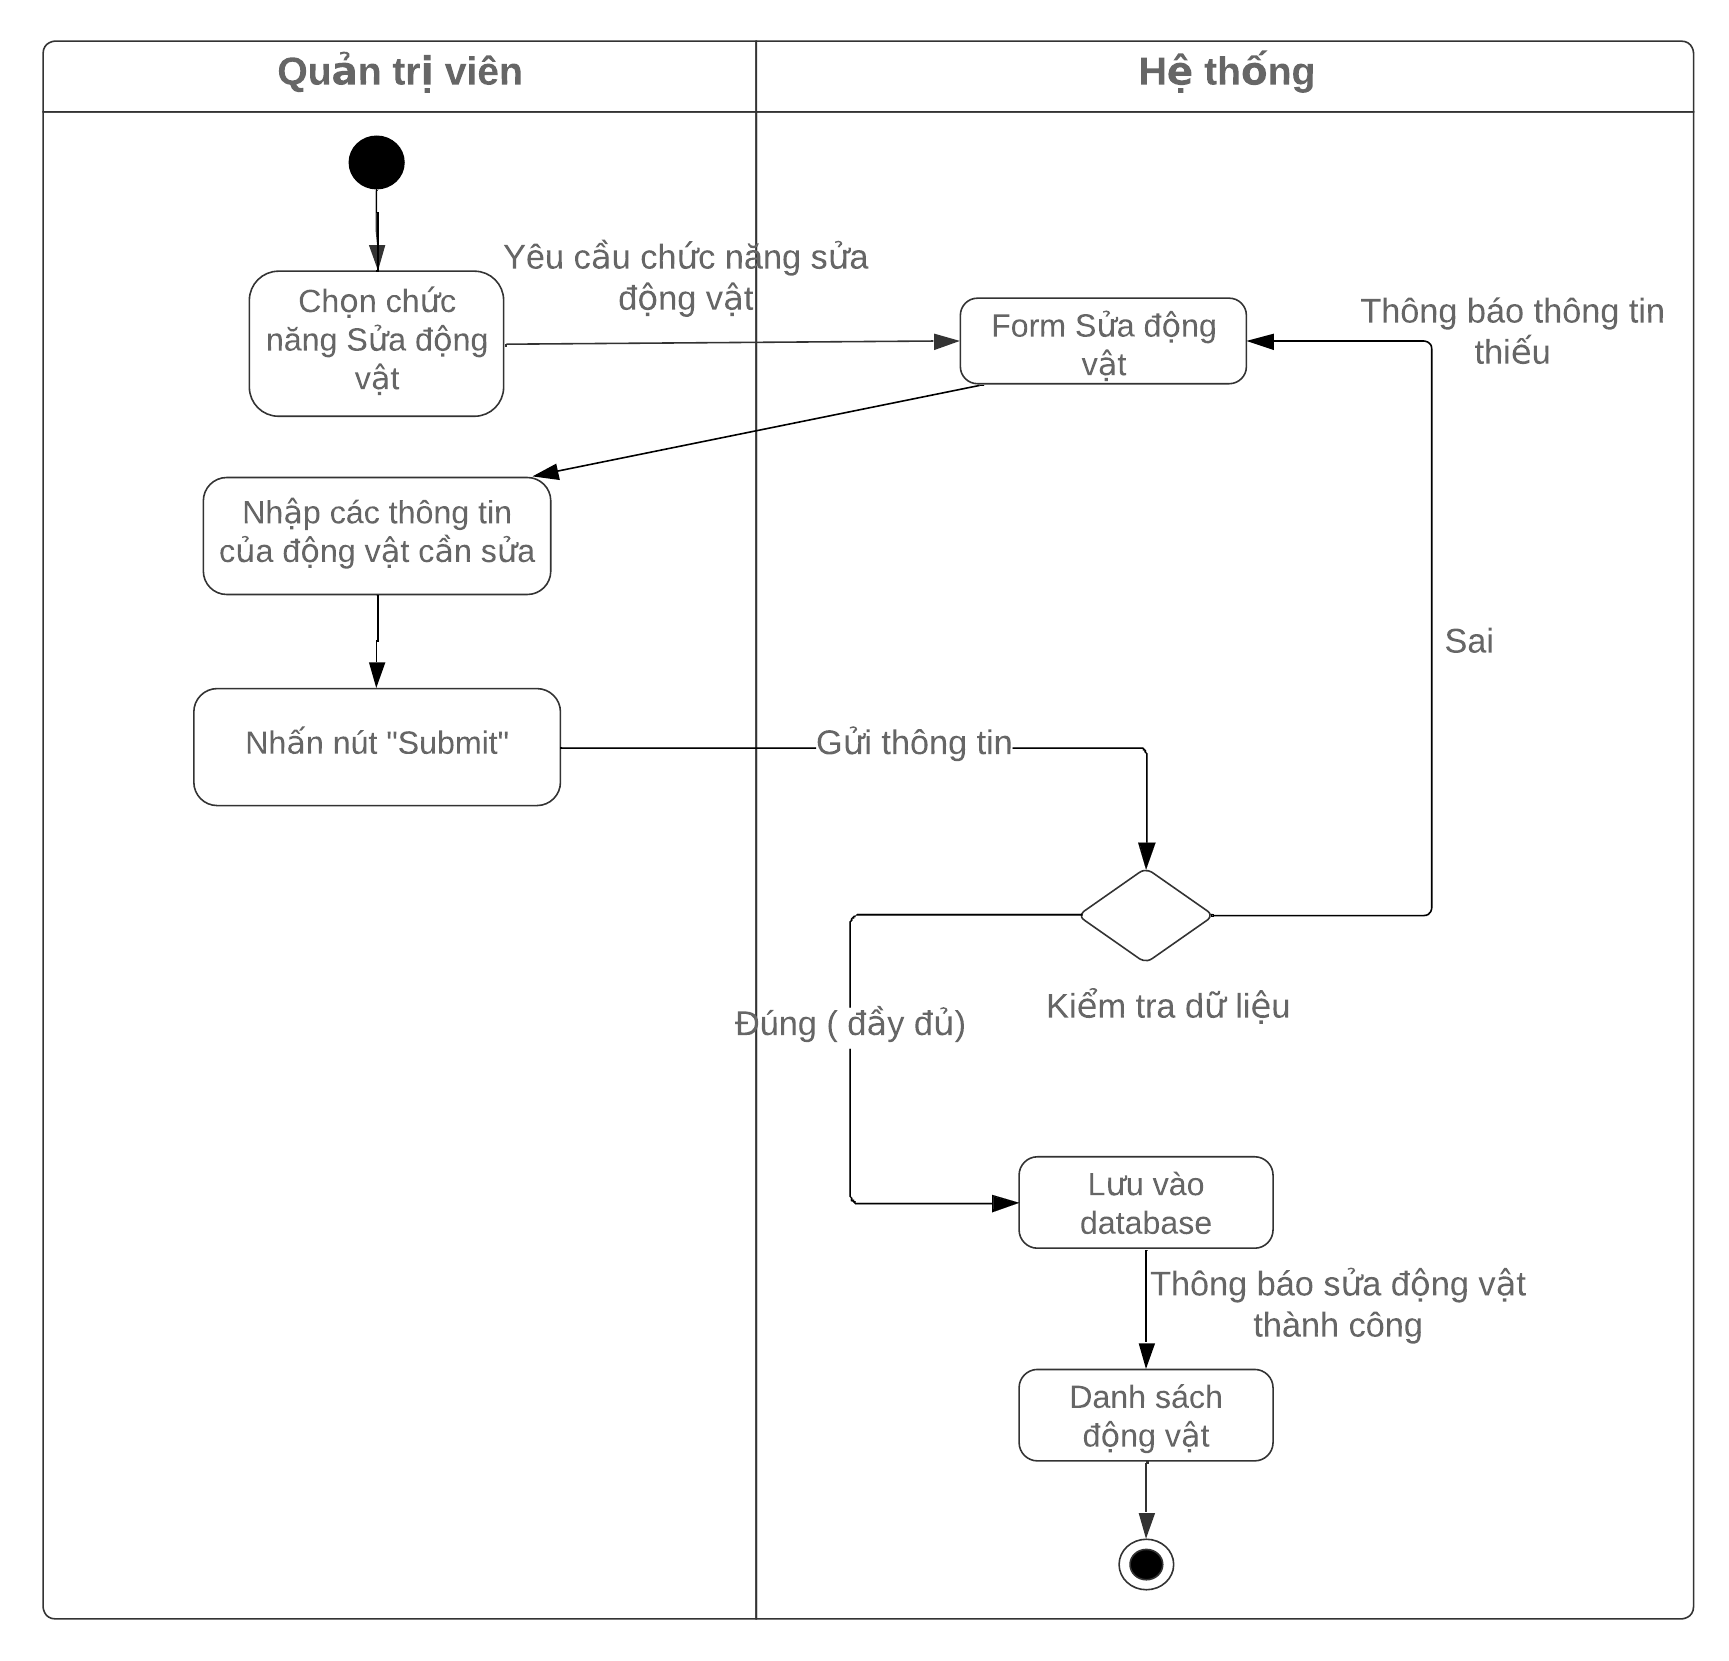 Quản trị viên
Hệ thống
Yêu cầu chức năng sửa
động vật
Chọn chức
năng Sửa động
vật
Form Sửa động
vật
Thông báo thông tin
thiếu
Nhập các thông tin
của động vật cần sửa
Sai
Nhấn nút "Submit"
Gửi thông tin
Kiểm tra dữ liệu
Đúng ( đầy đủ)
Lưu vào
database
Thông báo sửa động vật
thành công
Danh sách
động vật